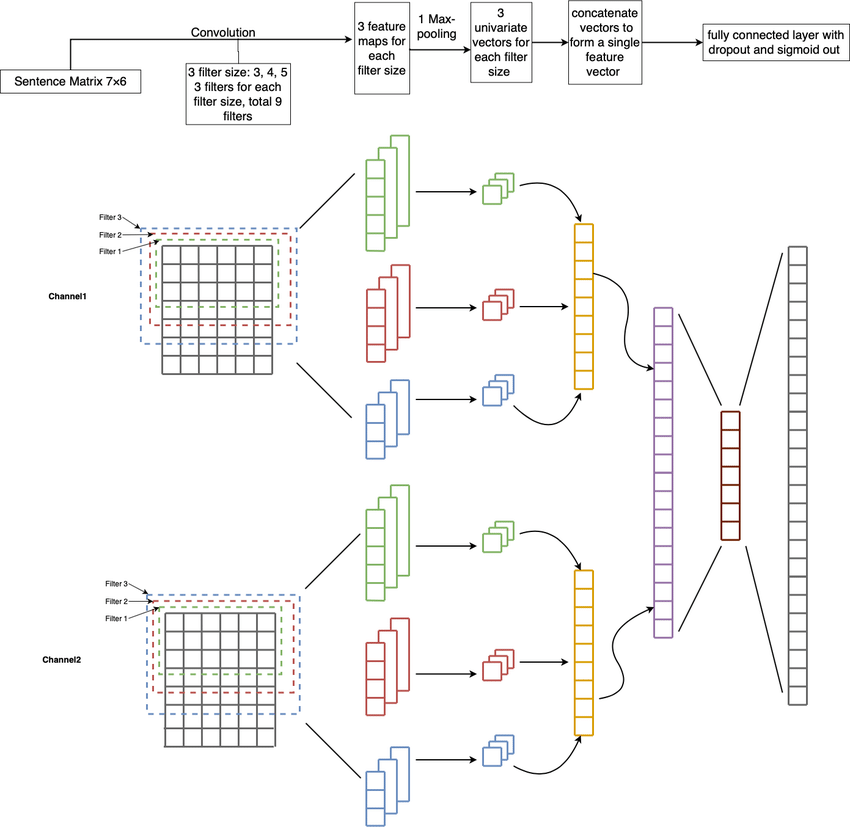 Sentence Matrix 7×6
Convolution
3 filter size: 3, 4, 5
3 filters for each
filter size, total 9
filters
3 feature
maps for
each
filter size
1 Max-
pooling
3
univariate
vectors for
each filter
size
concatenate
vectors to
form a single
feature
vector
fully connected layer with
dropout and sigmoid out
Filter 3
Filter 2
Filter 1
Channel1
Filter 3
Filter 2
Filter 1
Channel2